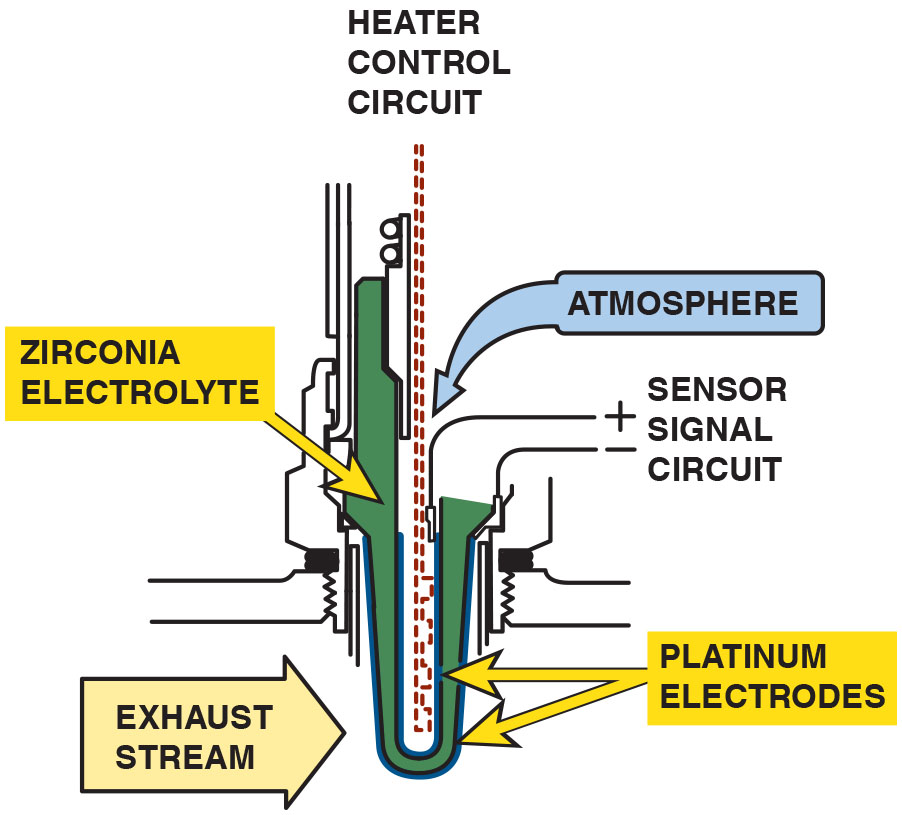 HEATER
CONTROL
CIRCUIT
ATMOSPHERE
ZIRCONIA
ELECTROLYTE
+
−
SENSOR
SIGNAL
CIRCUIT
PLATINUM
ELECTRODES
EXHAUST
STREAM